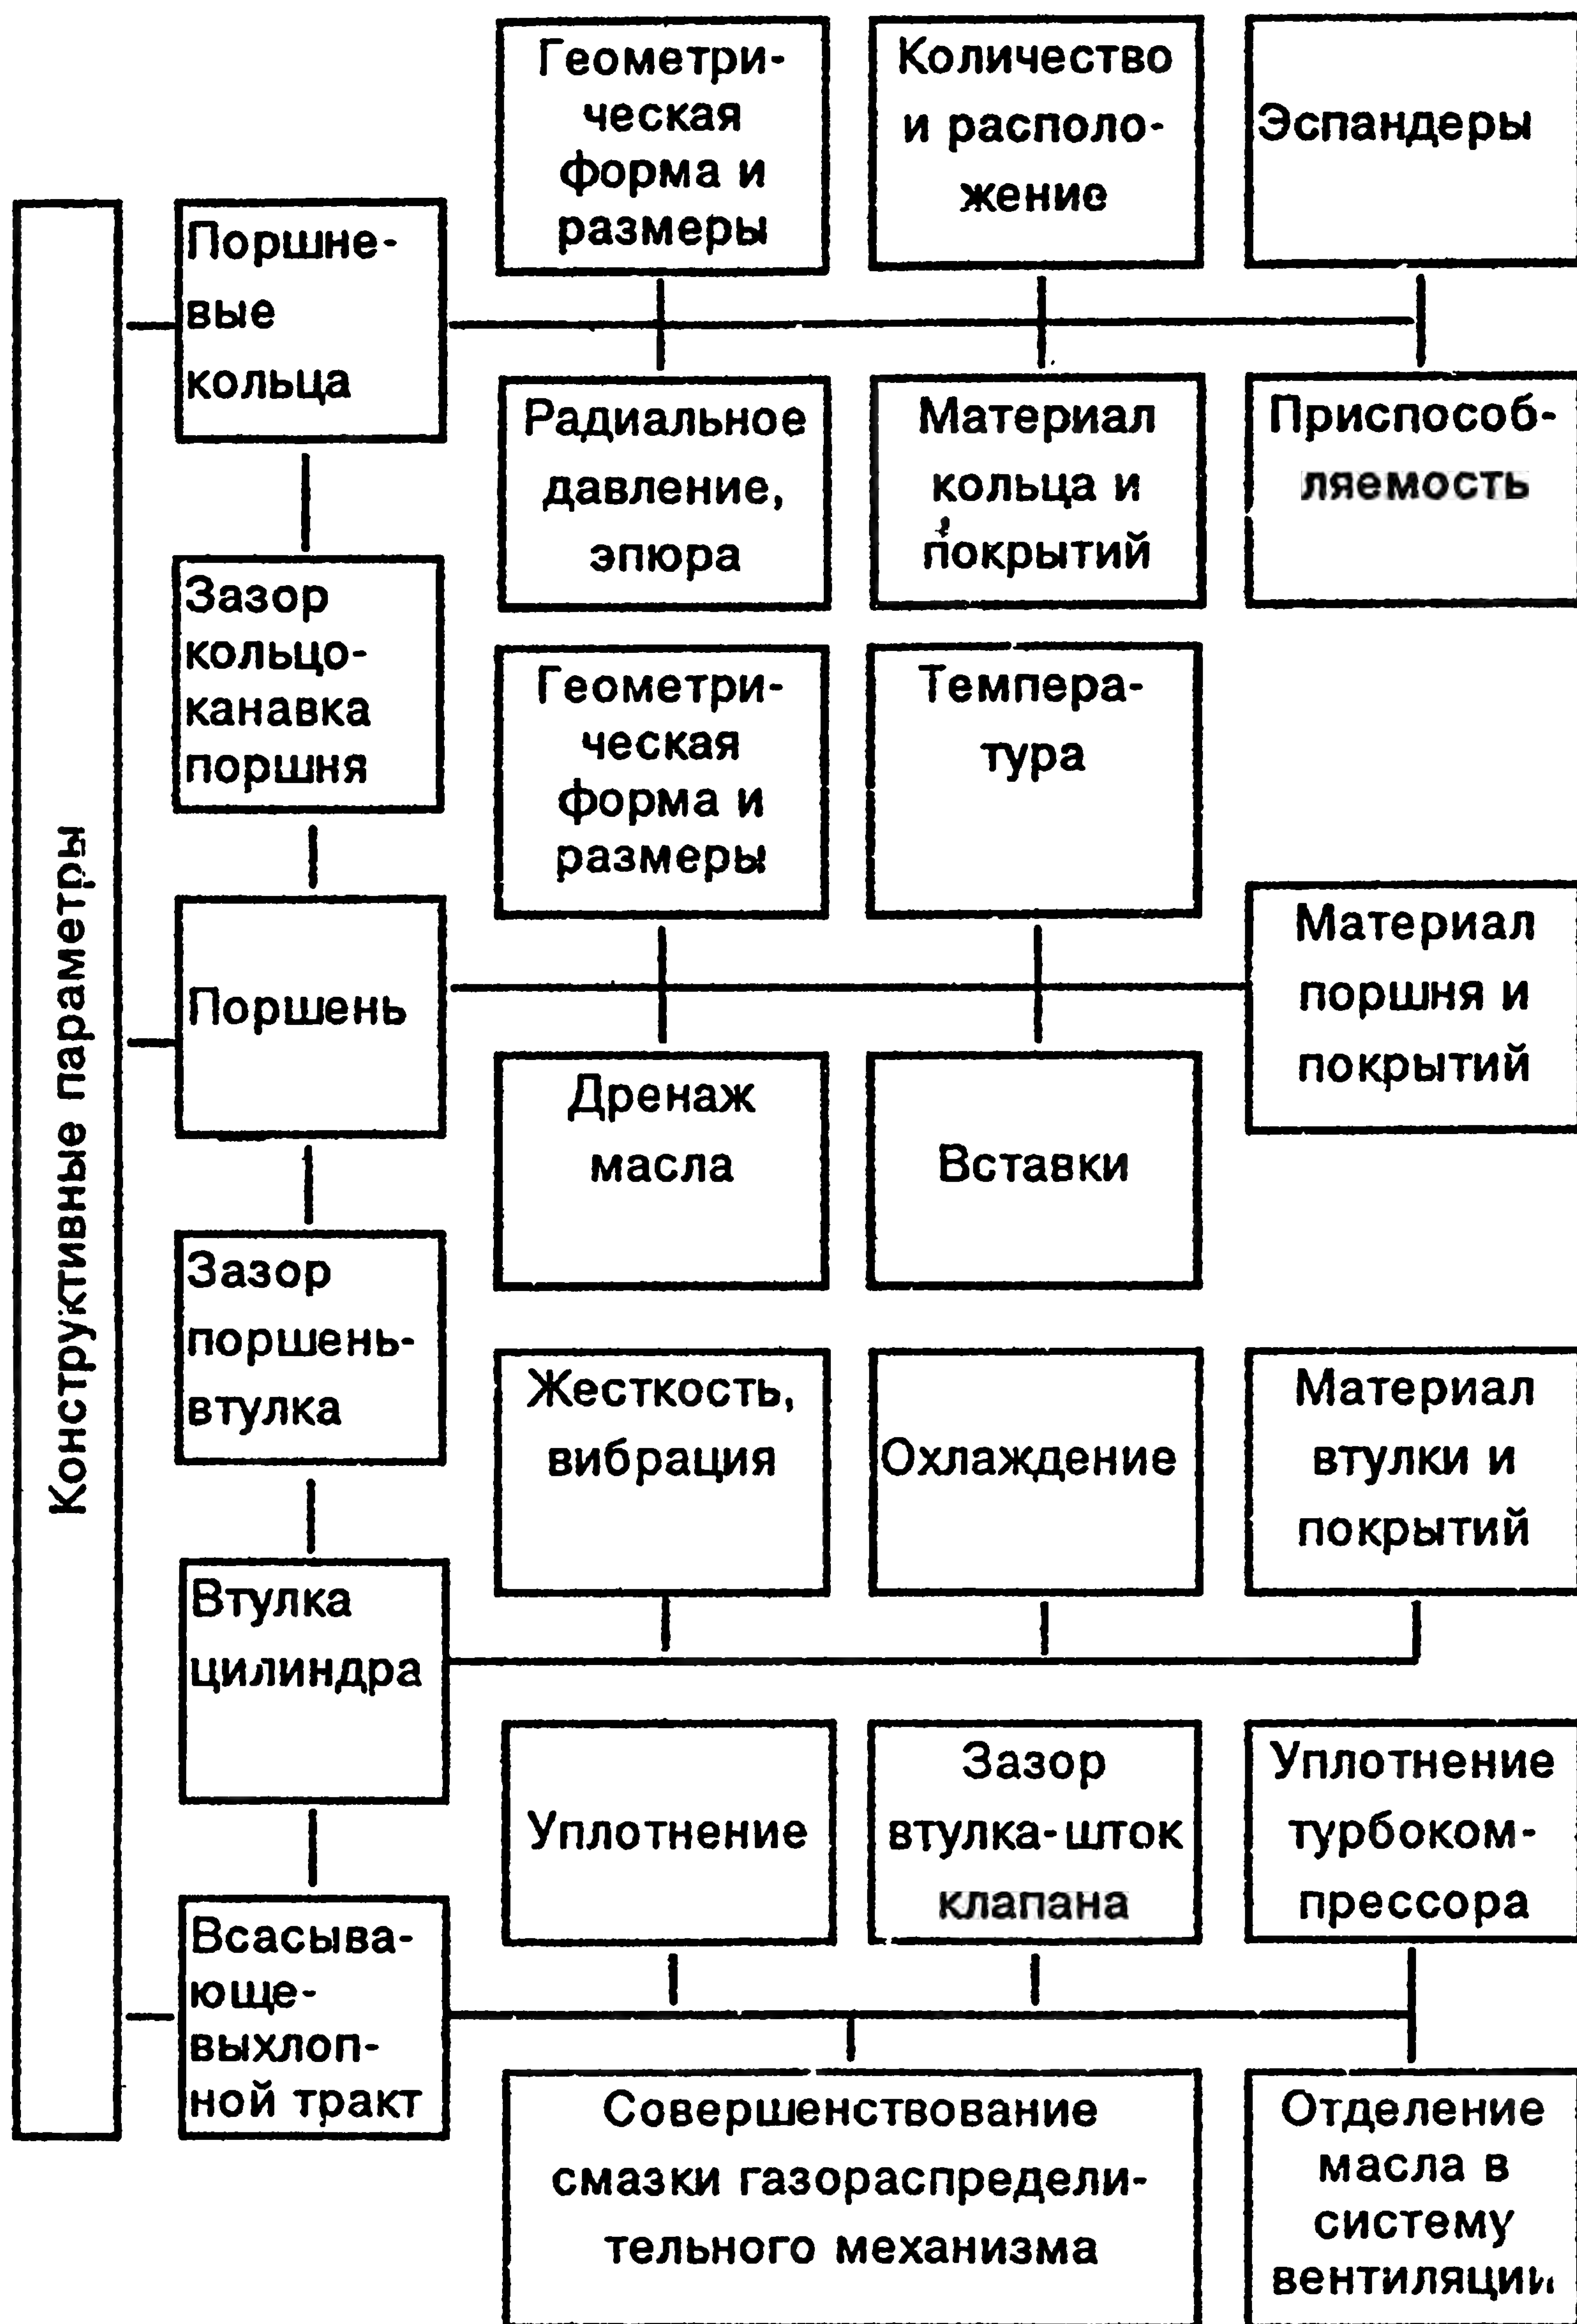 Конструктивные параметры
Поршне-
вые
кольца
Геометри-
ческая
форма и
размеры
Количество
и располо-
жение
Эспандеры
Радиальное
давление,
эпюра
Материал
кольца и
покрытий
Приспособ-
ляемость
Зазор
кольцо-
канавка
поршня
Поршень
Геометри-
ческая
форма и
размеры
Темпера-
тура
Материал
поршня и
покрытий
Дренаж
масла
Вставки
Зазор
поршень-
втулка
Втулка
цилиндра
Жесткость,
вибрация
Охлаждение
Материал
втулки и
покрытий
Всасыва-
юще-
выхлоп-
ной тракт
Уплотнение
Зазор
втулка-шток
клапана
Уплотнение
турбоком-
прессора
Совершенствование
смазки газораспредели-
тельного механизма
Отделение
масла в
систему
вентиляции